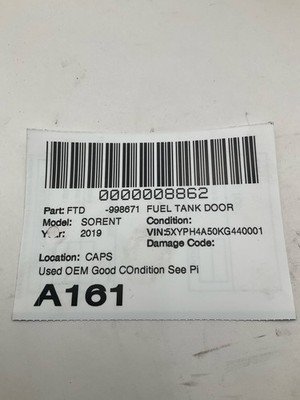 0000008862
Part: FTD -998671 FUEL TANK DOOR
Model: SORENT Condition:
Year: 2019 VIN:5XYPH4A50KG440001
Damage Code:
Location: CAPS
Used OEM Good COndition See Pi
A161